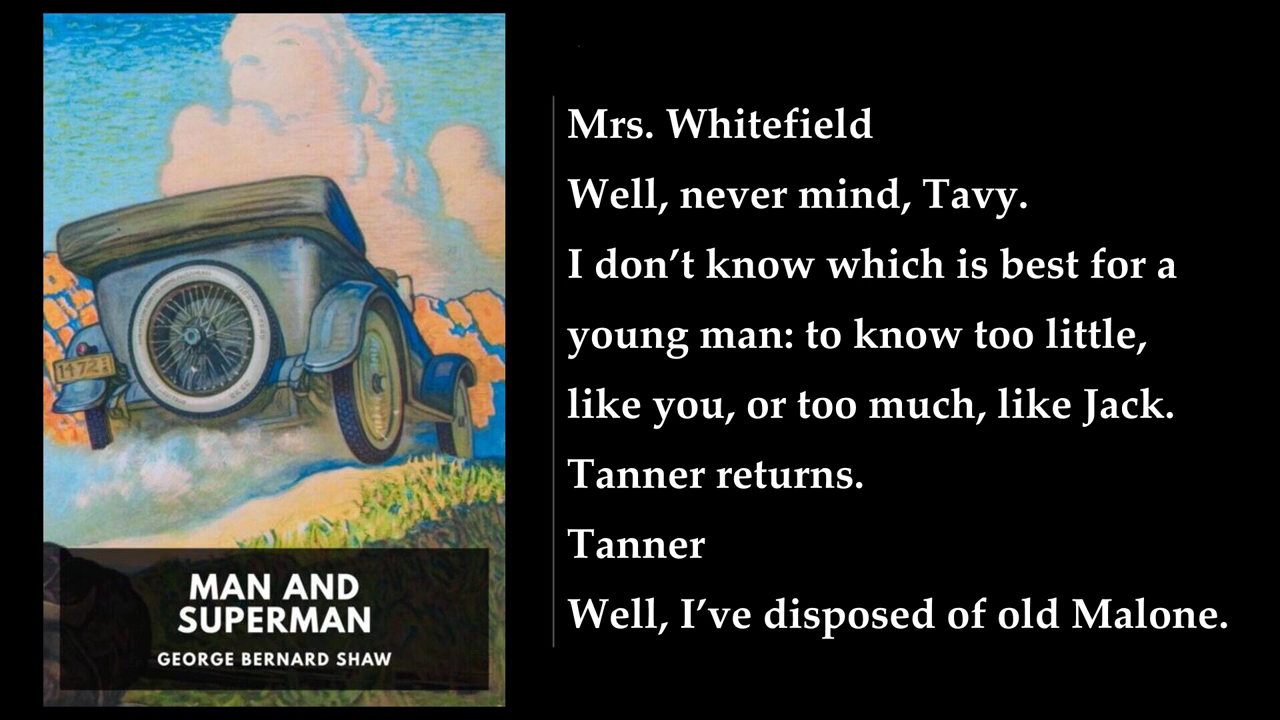 1472
MAN AND
SUPERMAN
GEORGE BERNARD SHAW
Mrs. Whitefield
Well, never mind, Tavy.
I don’t know which is best for a
young man: to know too little,
like you, or too much, like Jack.
Tanner returns.
Tanner
Well, I’ve disposed of old Malone.